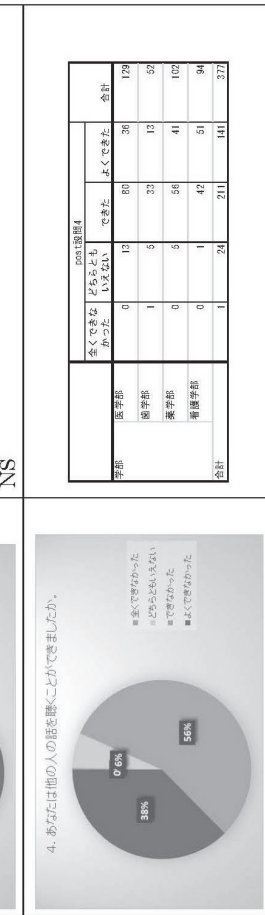 NS
4. あなたは他の人の話を聴くことができましたか。
0% 6%
38%
56%
全くできなかった
どちらともいえない
できなかった
よくできた
post設問4
合計
全くできな
かった
どちらとも
いえない
できた
よくできた
学部 医学部 0 13 80 36 129
歯学部 1 5 33 13 52
薬学部 0 5 56 41 102
看護学部 0 1 42 51 94
合計 1 24 211 141 377